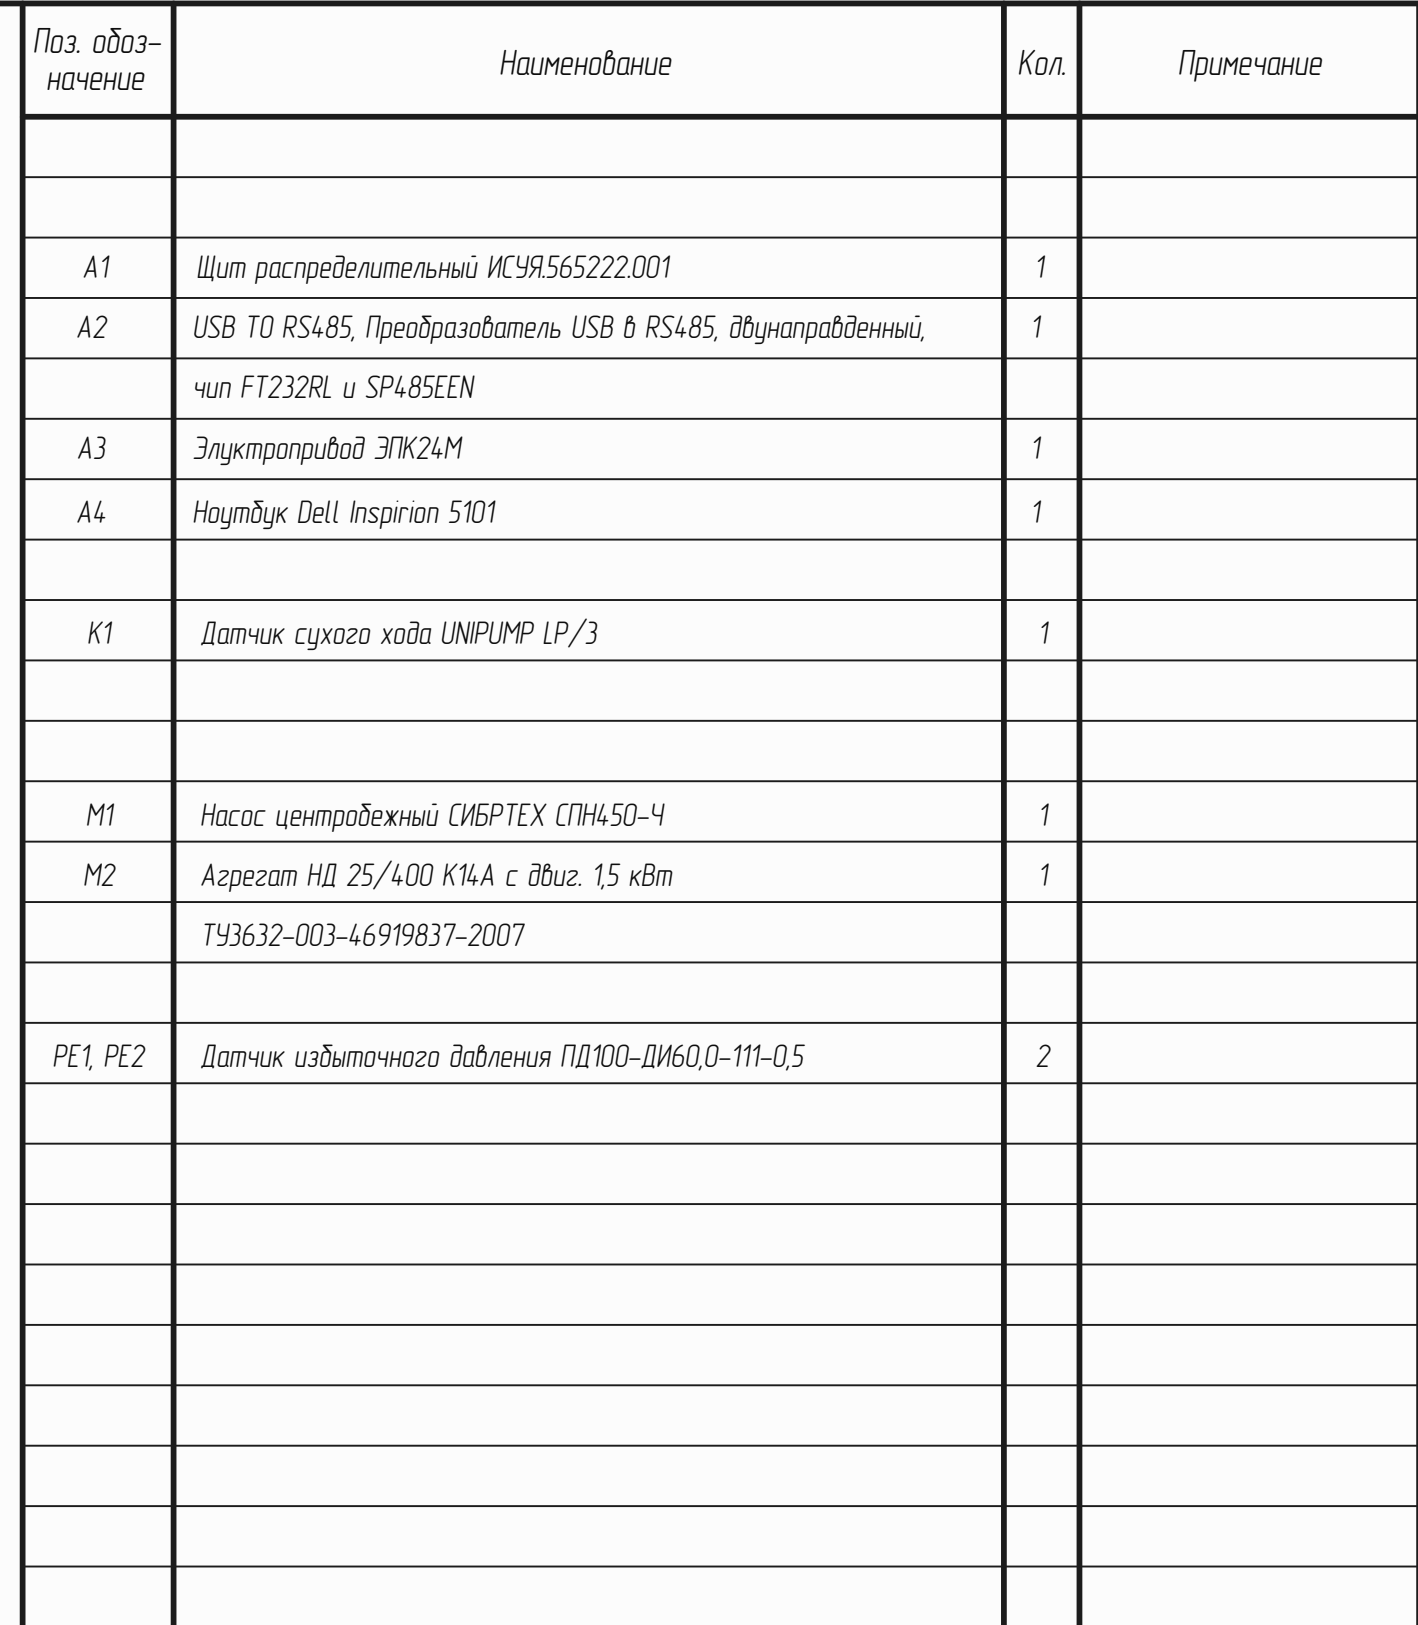 Поз. обоз-
начение
Наименование
Кол.
Примечание
А1 Щит распределительный ИСУЯ.565222.001 1
А2 USB TO RS485, Преобразователь USB в RS485, двунаправденный, 1
чип FT232RL и SP485EEN
А3 Элуктропривод ЭПК24М 1
А4 Ноутбук Dell Inspirion 5101 1
К1 Датчик сухого хода UNIPUMP LP/3 1
М1 Насос центробежный СИБРТЕХ СПН450-Ч 1
М2 Агрегат НД 25/400 К14А с двиг. 1,5 кВт 1
ТУ3632-003-46919837-2007
PE1, PE2 Датчик избыточного давления ПД100-ДИ60,0-111-0,5 2